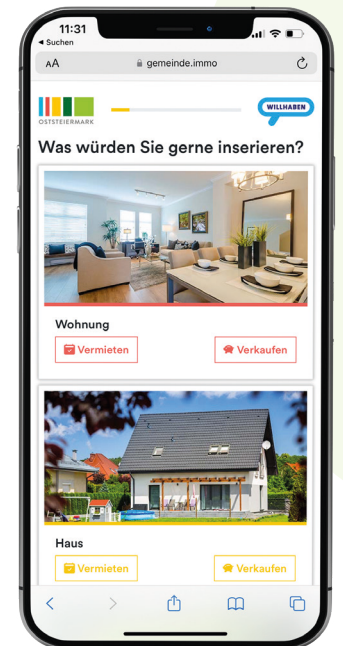 11:31
Suchen
AA gemeinde.immo
OSTSTEIERMARK
WILLHABEN
Was würden Sie gerne inserieren?
Wohnung
Vermieten Verkaufen
Haus
Vermieten Verkaufen